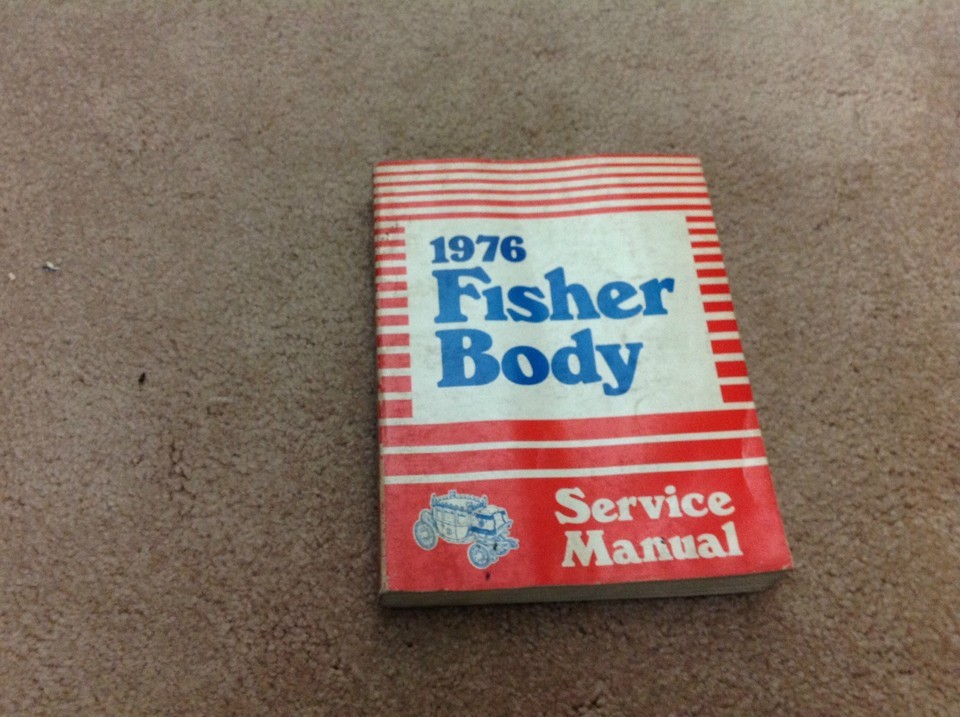 1976
Fisher
Body
Service
Manual